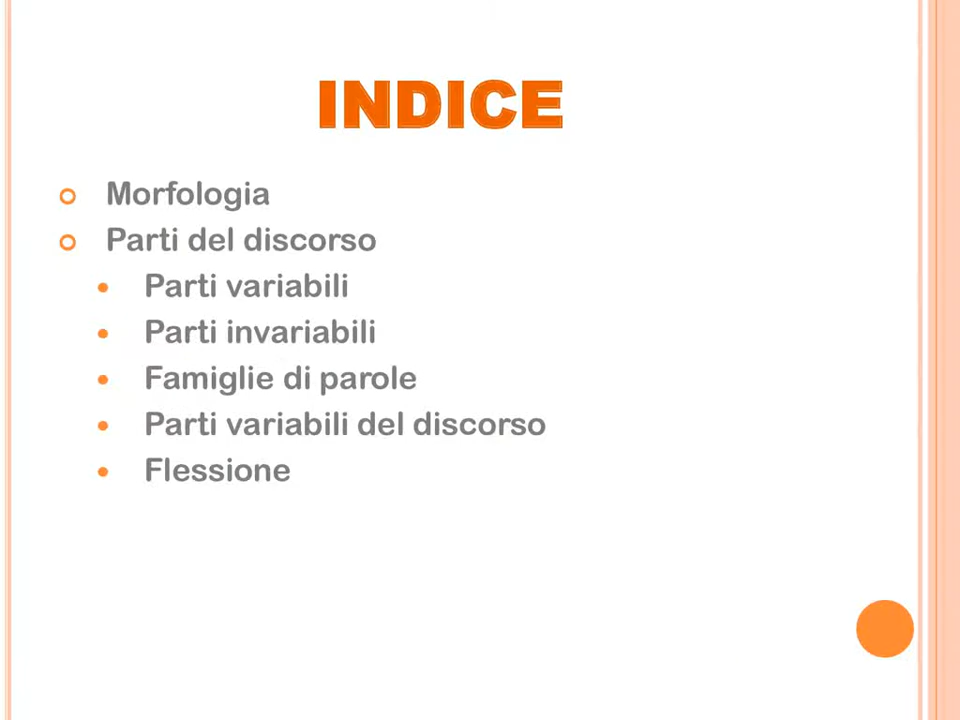 INDICE
Morfologia
Parti del discorso
Parti variabili
Parti invariabili
Famiglie di parole
Parti variabili del discorso
Flessione